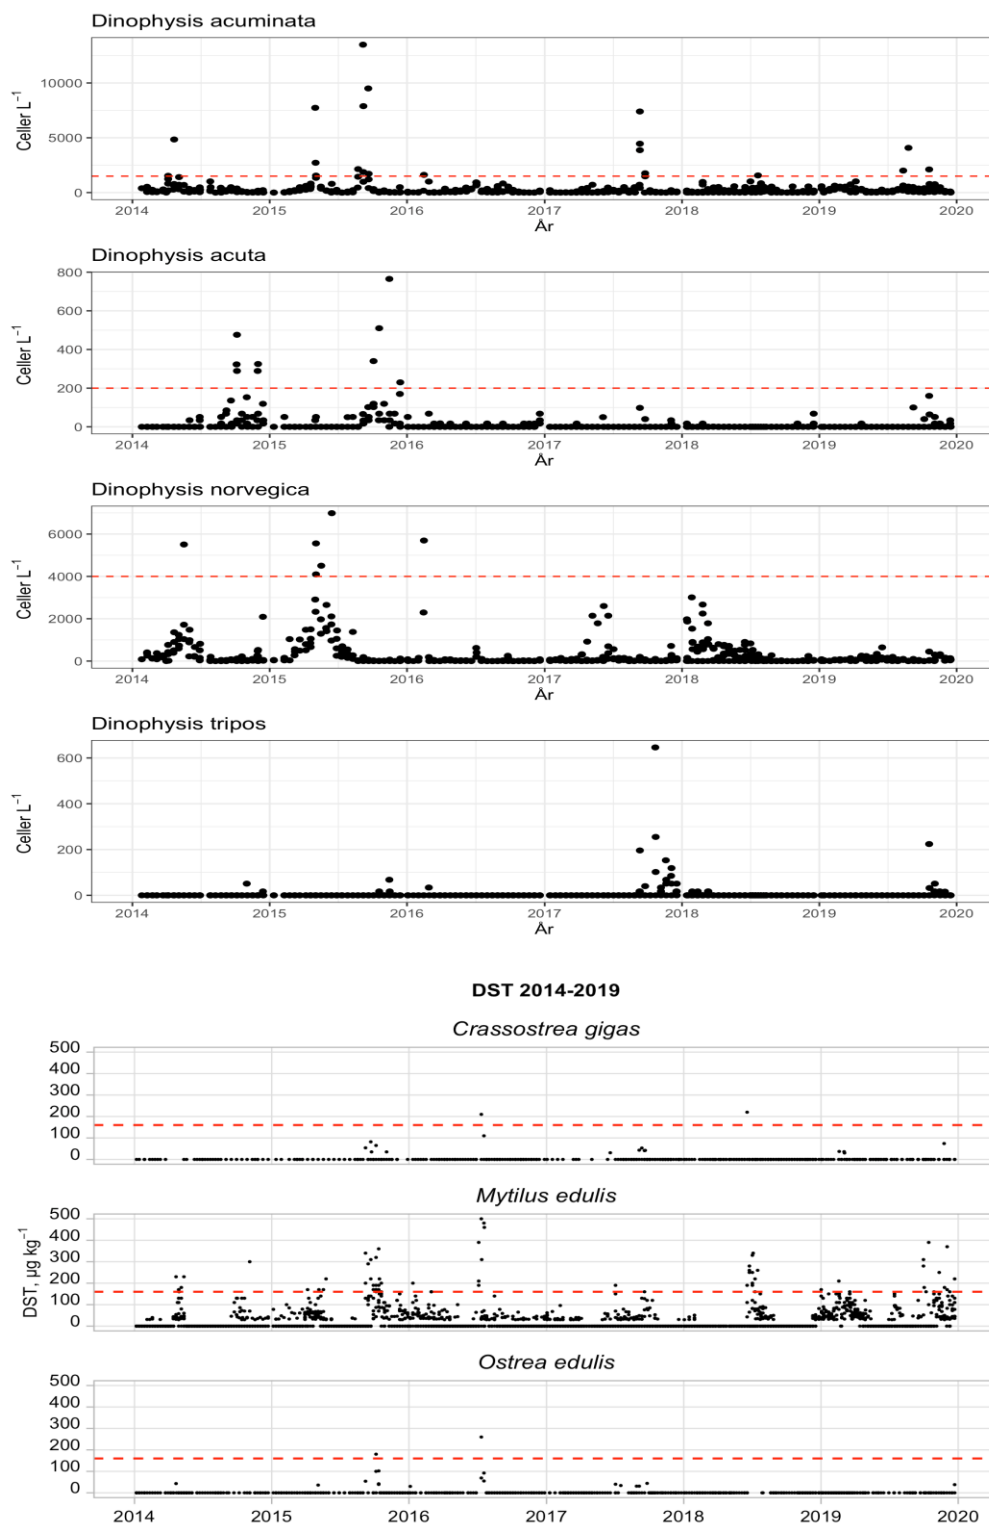 Dinophysis acuminata
10000
5000
0
Celler L⁻¹
2014 2015 2016 2017 2018 2019 2020
År
Dinophysis acuta
800
600
400
200
0
Celler L⁻¹
2014 2015 2016 2017 2018 2019 2020
År
Dinophysis norvegica
6000
4000
2000
0
Celler L⁻¹
2014 2015 2016 2017 2018 2019 2020
År
Dinophysis tripos
600
400
200
0
Celler L⁻¹
2014 2015 2016 2017 2018 2019 2020
År
DST 2014-2019
Crassostrea gigas
500
400
300
200
100
0
Mytilus edulis
500
400
300
200
100
0
DST, µg kg⁻¹
Ostrea edulis
500
400
300
200
100
0
2014 2015 2016 2017 2018 2019 2020